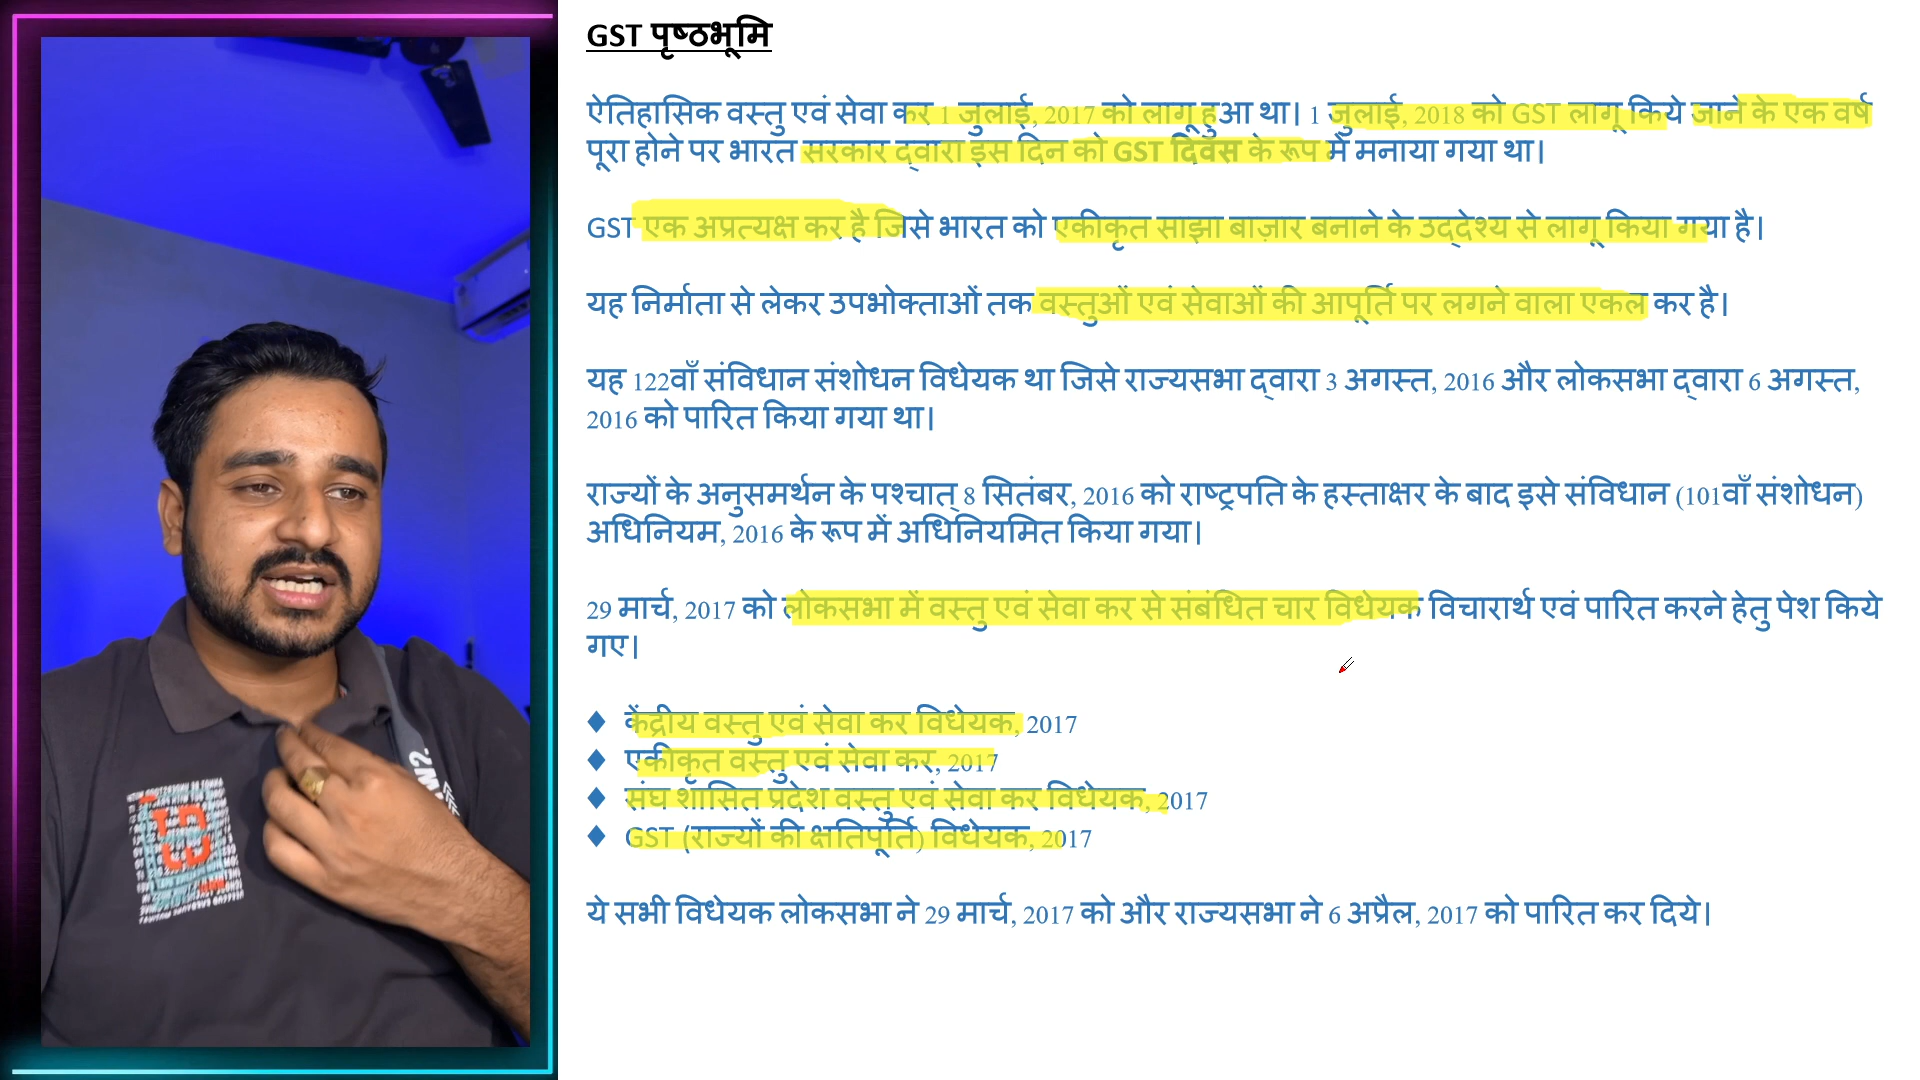 GST पृष्ठभूमि
ऐतिहासिक वस्तु एवं सेवा कर 1 जुलाई, 2017 को लागू हुआ था। 1 जुलाई, 2018 को GST लागू किये जाने के एक वर्ष
पूरा होने पर भारत सरकार द्वारा इस दिन को GST दिवस के रूप में मनाया गया था।
GST एक अप्रत्यक्ष कर है जिसे भारत को एकीकृत साझा बाज़ार बनाने के उद्देश्य से लागू किया गया है।
यह निर्माता से लेकर उपभोक्ताओं तक वस्तुओं एवं सेवाओं की आपूर्ति पर लगने वाला एकल कर है।
यह 122वाँ संविधान संशोधन विधेयक था जिसे राज्यसभा द्वारा 3 अगस्त, 2016 और लोकसभा द्वारा 6 अगस्त,
2016 को पारित किया गया था।
राज्यों के अनुसमर्थन के पश्चात् 8 सितंबर, 2016 को राष्ट्रपति के हस्ताक्षर के बाद इसे संविधान (101वाँ संशोधन)
अधिनियम, 2016 के रूप में अधिनियमित किया गया।
29 मार्च, 2017 को लोकसभा में वस्तु एवं सेवा कर से संबंधित चार विधेयक विचारार्थ एवं पारित करने हेतु पेश किये
गए।
♦ केंद्रीय वस्तु एवं सेवा कर विधेयक, 2017
♦ एकीकृत वस्तु एवं सेवा कर, 2017
♦ संघ शासित प्रदेश वस्तु एवं सेवा कर विधेयक, 2017
♦ GST (राज्यों की क्षतिपूर्ति) विधेयक, 2017
ये सभी विधेयक लोकसभा ने 29 मार्च, 2017 को और राज्यसभा ने 6 अप्रैल, 2017 को पारित कर दिये।